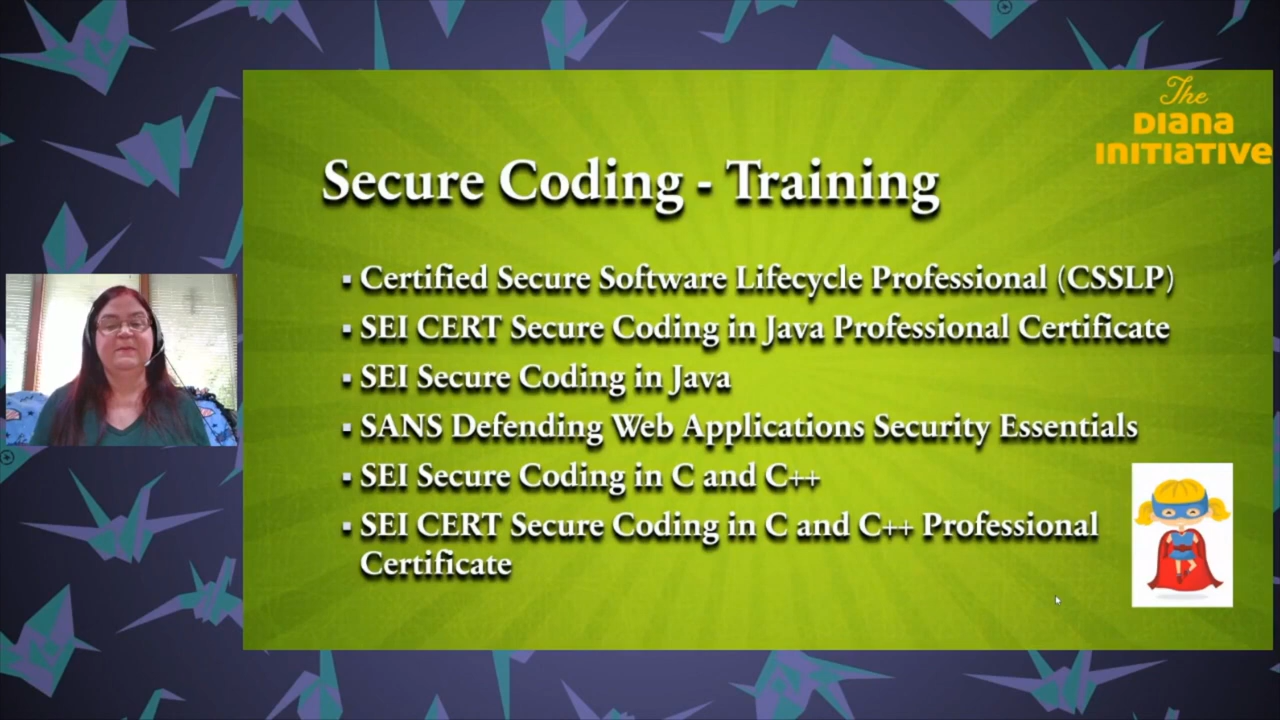 The
DIANA
INITIATIVE
Secure Coding - Training
▪ Certified Secure Software Lifecycle Professional (CSSLP)
▪ SEI CERT Secure Coding in Java Professional Certificate
▪ SEI Secure Coding in Java
▪ SANS Defending Web Applications Security Essentials
▪ SEI Secure Coding in C and C++
▪ SEI CERT Secure Coding in C and C++ Professional
Certificate